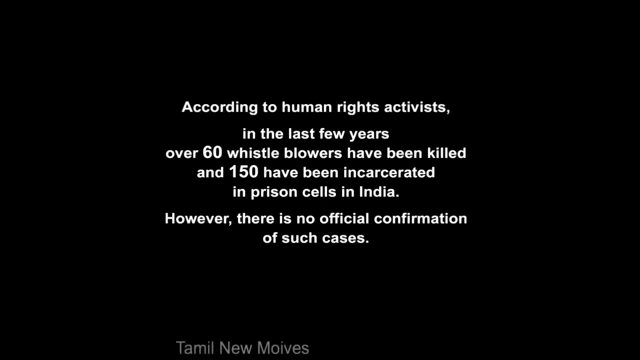 According to human rights activists,
in the last few years
over 60 whistle blowers have been killed
and 150 have been incarcerated
in prison cells in India.
However, there is no official confirmation
of such cases.
Tamil New Moives